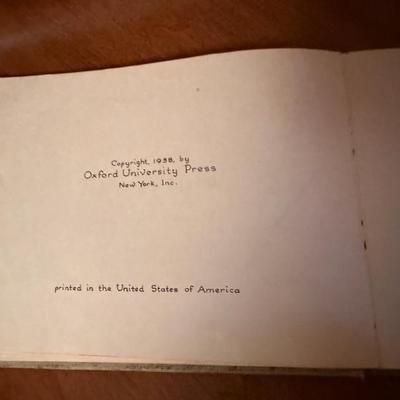 Copyright, 1938, by
Oxford University Press
New York, Inc.
printed in the United States of America